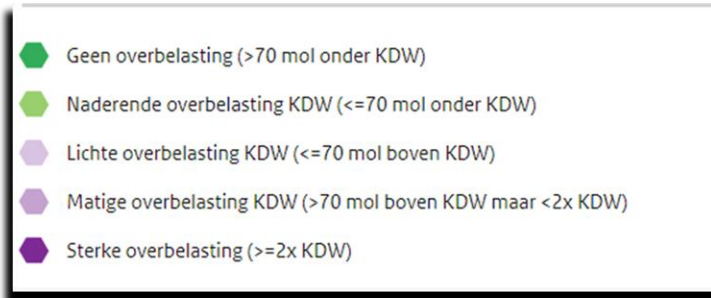 Geen overbelasting (>70 mol onder KDW)
Naderende overbelasting KDW (<=70 mol onder KDW)
Lichte overbelasting KDW (<=70 mol boven KDW)
Matige overbelasting KDW (>70 mol boven KDW maar <2x KDW)
Sterke overbelasting (>=2x KDW)